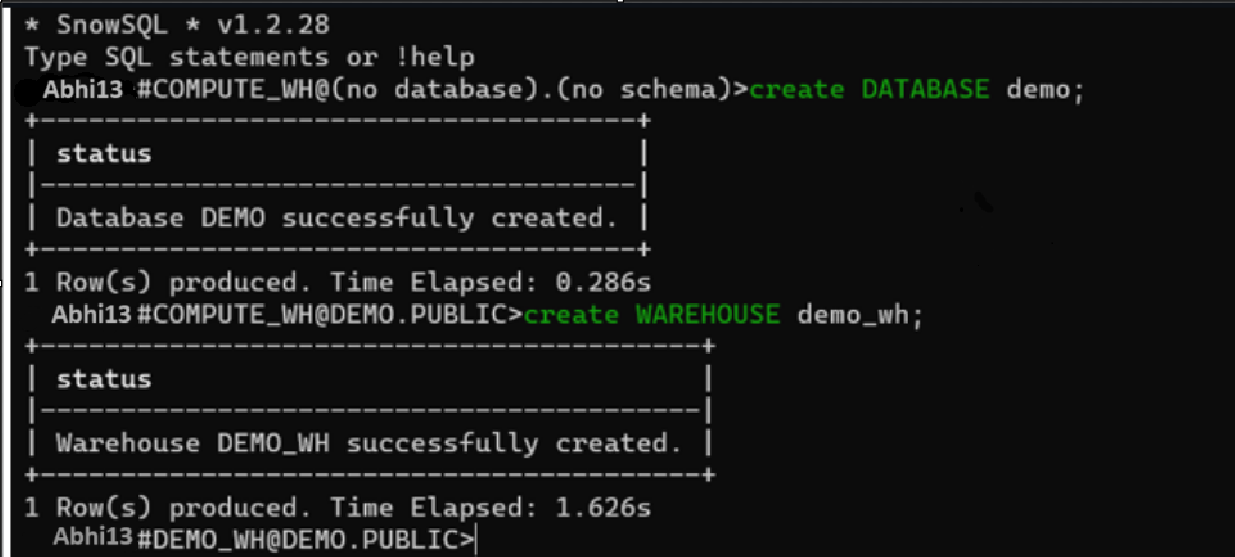 * SnowSQL * v1.2.28
Type SQL statements or !help
Abhi13 #COMPUTE_WH@(no database).(no schema)>create DATABASE demo;
+-------------------------------------+
| status                              |
|-------------------------------------|
| Database DEMO successfully created. |
+-------------------------------------+
1 Row(s) produced. Time Elapsed: 0.286s
Abhi13 #COMPUTE_WH@DEMO.PUBLIC>create WAREHOUSE demo_wh;
+-----------------------------------------+
| status                                  |
|-----------------------------------------|
| Warehouse DEMO_WH successfully created. |
+-----------------------------------------+
1 Row(s) produced. Time Elapsed: 1.626s
Abhi13 #DEMO_WH@DEMO.PUBLIC>